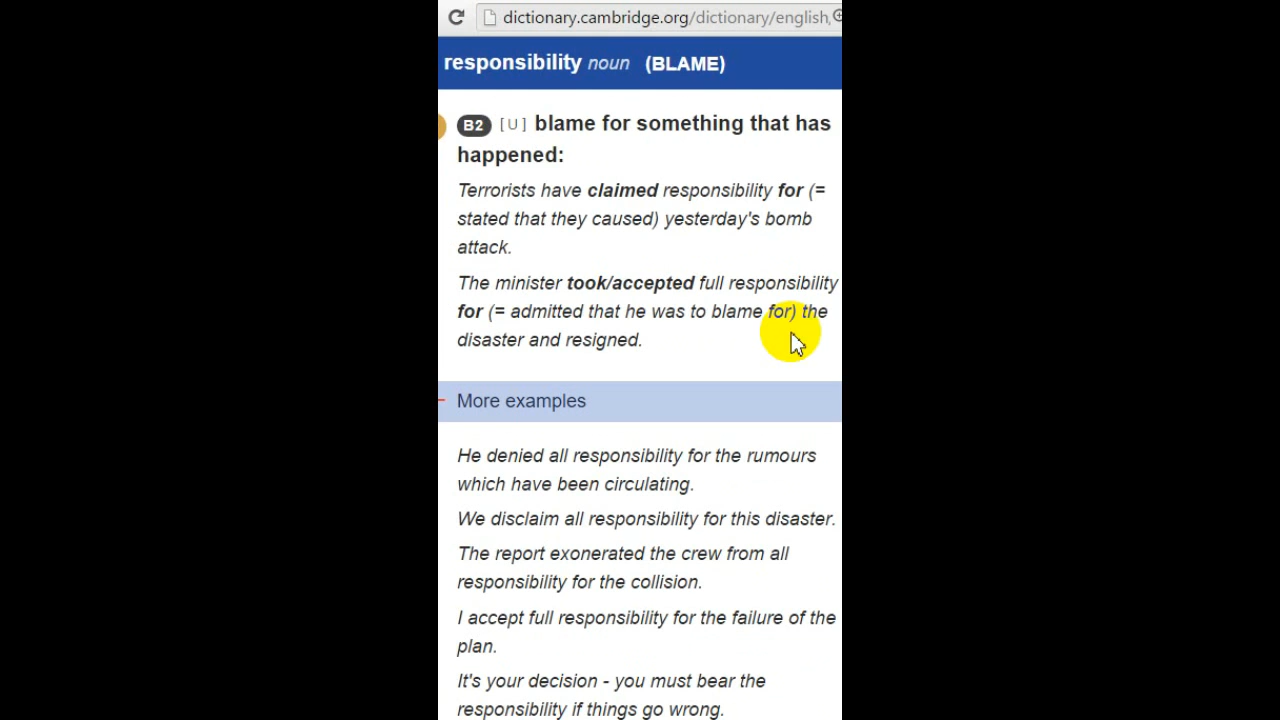 dictionary.cambridge.org/dictionary/english,
responsibility noun (BLAME)
B2 [ U ] blame for something that has
happened:
Terrorists have claimed responsibility for (=
stated that they caused) yesterday's bomb
attack.
The minister took/accepted full responsibility
for (= admitted that he was to blame for) the
disaster and resigned.
More examples
He denied all responsibility for the rumours
which have been circulating.
We disclaim all responsibility for this disaster.
The report exonerated the crew from all
responsibility for the collision.
I accept full responsibility for the failure of the
plan.
It's your decision - you must bear the
responsibility if things go wrong.